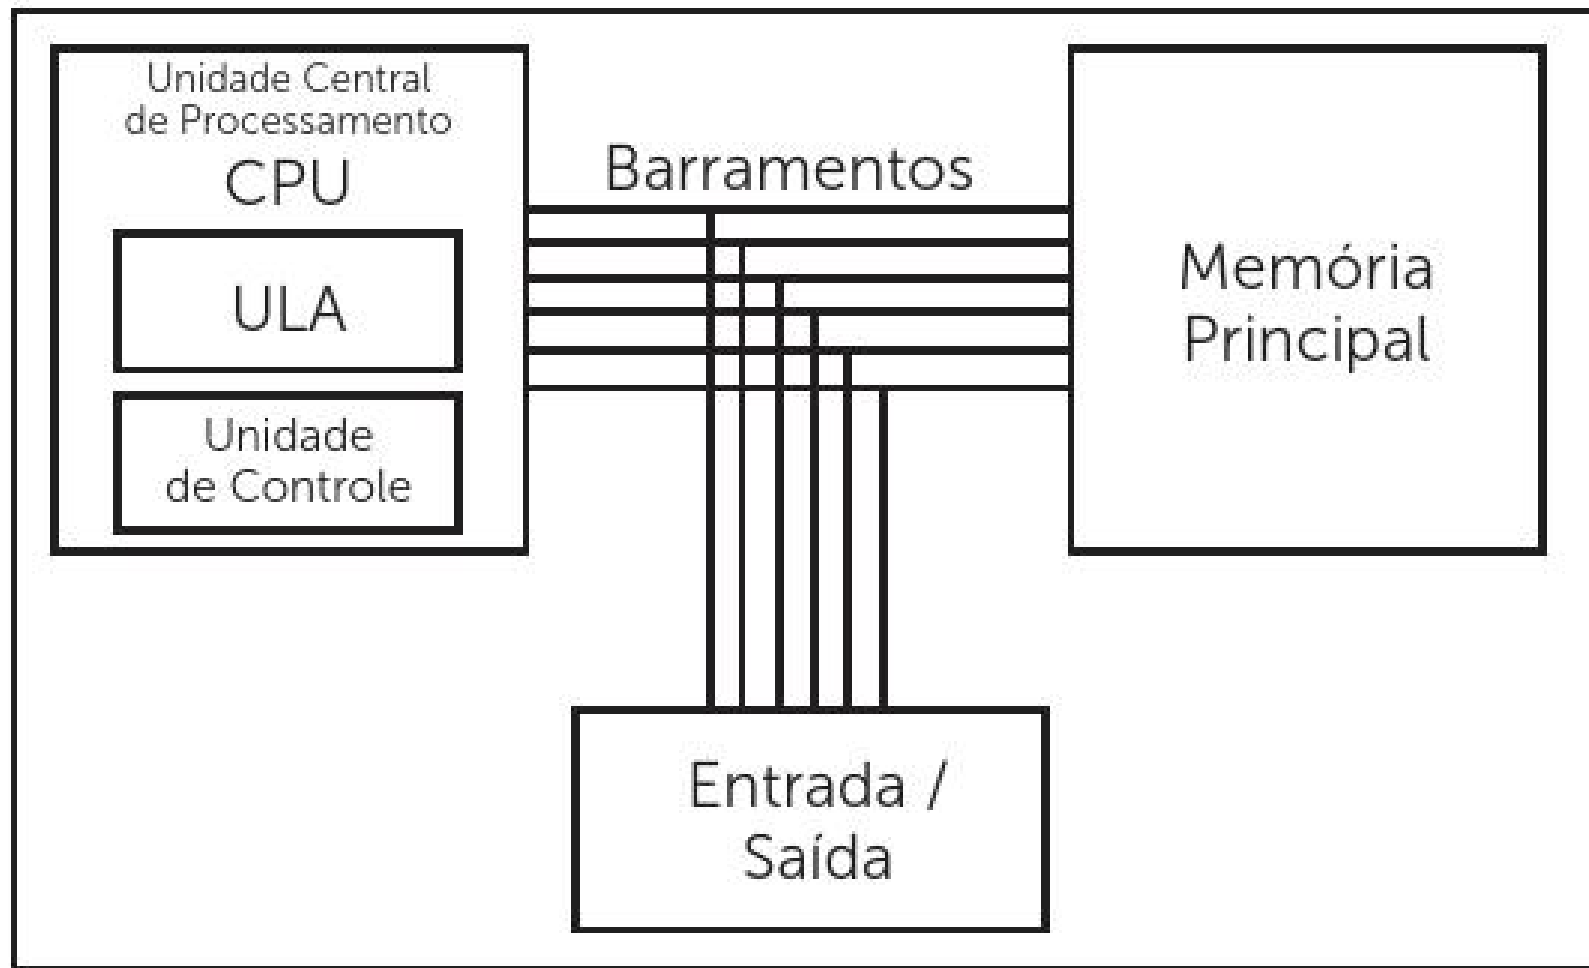 Unidade Central
de Processamento
CPU
ULA
Unidade
de Controle
Barramentos
Memória
Principal
Entrada /
Saída